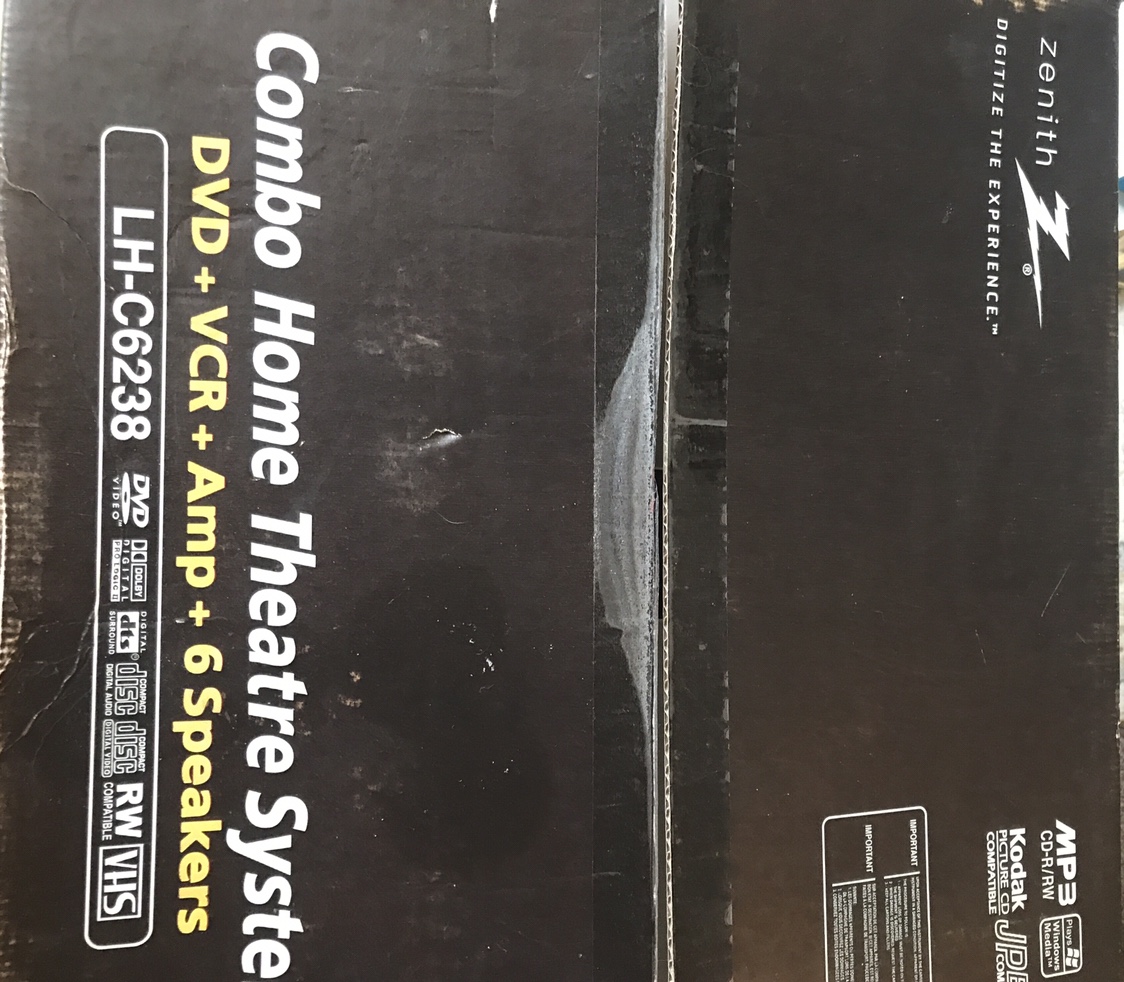 zenith
DIGITIZE THE EXPERIENCE.™
MP3
CD-R/RW
Plays
Windows
Media™
Kodak
PICTURE CD
COMPATIBLE
IMPORTANT
IMPORTANT
Combo Home Theatre Syste
DVD + VCR + Amp + 6 Speakers
LH-C6238
DVD
VIDEO™
DOLBY
DIGITAL
PRO LOGIC II
DIGITAL
dts®
SURROUND
COMPACT
disc
DIGITAL AUDIO
COMPACT
disc
DIGITAL VIDEO
RW
COMPATIBLE
VHS